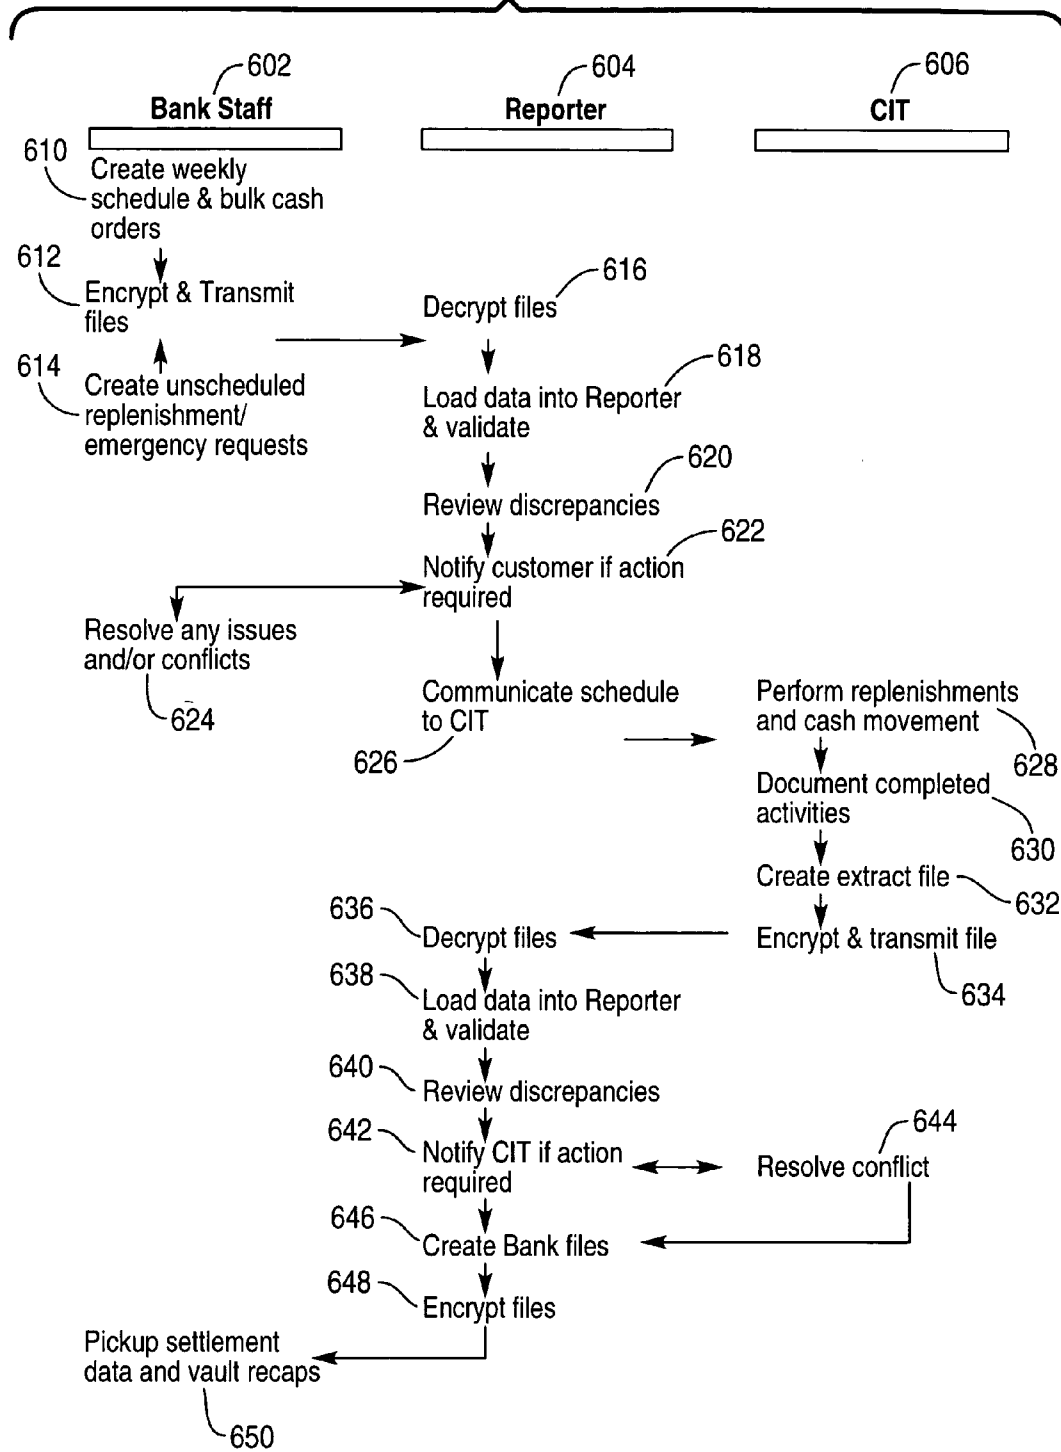 602
604
606
Bank Staff
Reporter
CIT
610
Create weekly
schedule & bulk cash
orders
612
Encrypt & Transmit
files
616
Decrypt files
614
Create unscheduled
replenishment/
emergency requests
618
Load data into Reporter
& validate
620
Review discrepancies
622
Notify customer if action
required
Resolve any issues
and/or conflicts
624
Communicate schedule
to CIT
626
Perform replenishments
and cash movement
628
Document completed
activities
630
Create extract file
632
Encrypt & transmit file
634
636
Decrypt files
638
Load data into Reporter
& validate
640
Review discrepancies
642
Notify CIT if action
required
644
Resolve conflict
646
Create Bank files
648
Encrypt files
Pickup settlement
data and vault recaps
650